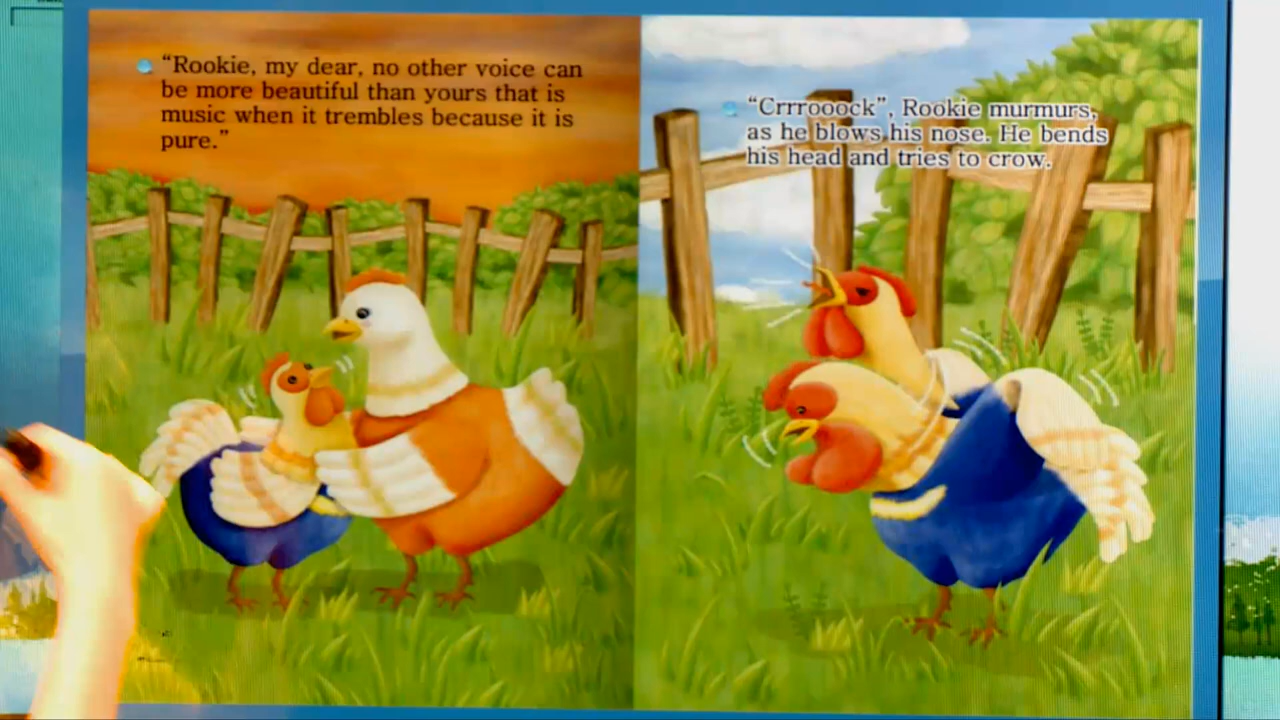 “Rookie, my dear, no other voice can
be more beautiful than yours that is
music when it trembles because it is
pure.”
“Crrrooock”, Rookie murmurs,
as he blows his nose. He bends
his head and tries to crow.